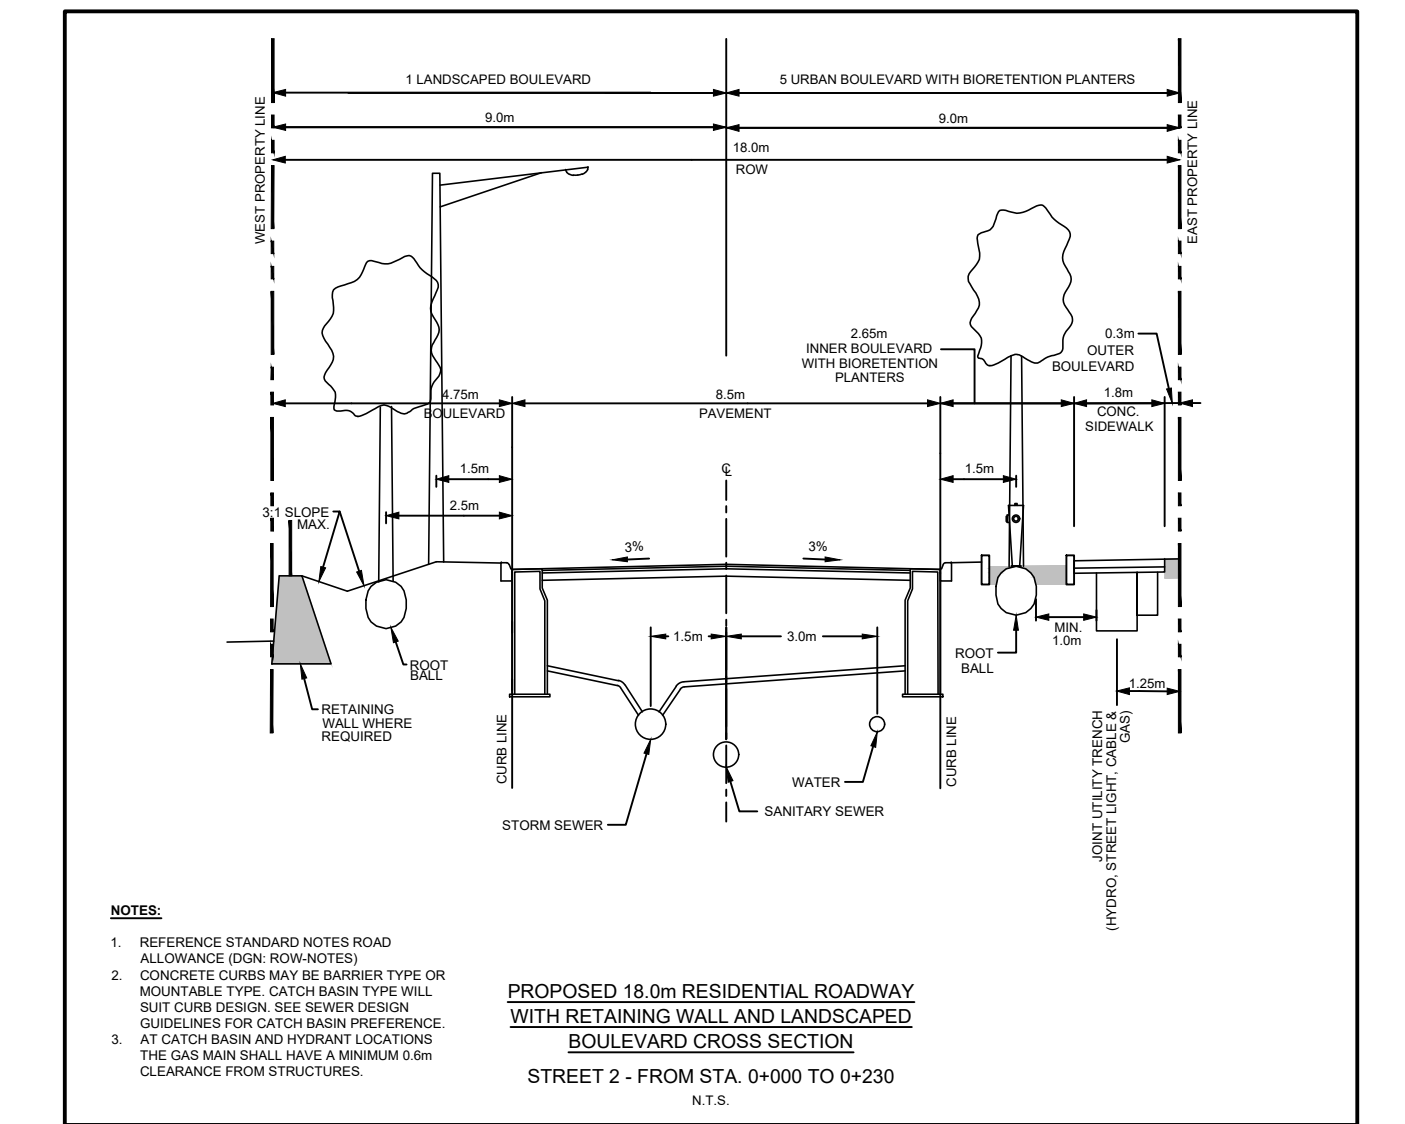 1 LANDSCAPED BOULEVARD
5 URBAN BOULEVARD WITH BIORETENTION PLANTERS
9.0m
9.0m
18.0m
ROW
WEST PROPERTY LINE
EAST PROPERTY LINE
2.65m
INNER BOULEVARD
WITH BIORETENTION
PLANTERS
0.3m
OUTER
BOULEVARD
4.75m
BOULEVARD
8.5m
PAVEMENT
1.8m
CONC.
SIDEWALK
1.5m
℄
1.5m
2.5m
3:1 SLOPE
MAX.
3%
3%
1.5m
3.0m
MIN.
1.0m
ROOT
BALL
ROOT
BALL
1.25m
RETAINING
WALL WHERE
REQUIRED
CURB LINE
CURB LINE
WATER
SANITARY SEWER
STORM SEWER
JOINT UTILITY TRENCH
(HYDRO, STREET LIGHT, CABLE &
GAS)
NOTES:
1. REFERENCE STANDARD NOTES ROAD
ALLOWANCE (DGN: ROW-NOTES)
2. CONCRETE CURBS MAY BE BARRIER TYPE OR
MOUNTABLE TYPE. CATCH BASIN TYPE WILL
SUIT CURB DESIGN. SEE SEWER DESIGN
GUIDELINES FOR CATCH BASIN PREFERENCE.
3. AT CATCH BASIN AND HYDRANT LOCATIONS
THE GAS MAIN SHALL HAVE A MINIMUM 0.6m
CLEARANCE FROM STRUCTURES.
PROPOSED 18.0m RESIDENTIAL ROADWAY
WITH RETAINING WALL AND LANDSCAPED
BOULEVARD CROSS SECTION
STREET 2 - FROM STA. 0+000 TO 0+230
N.T.S.